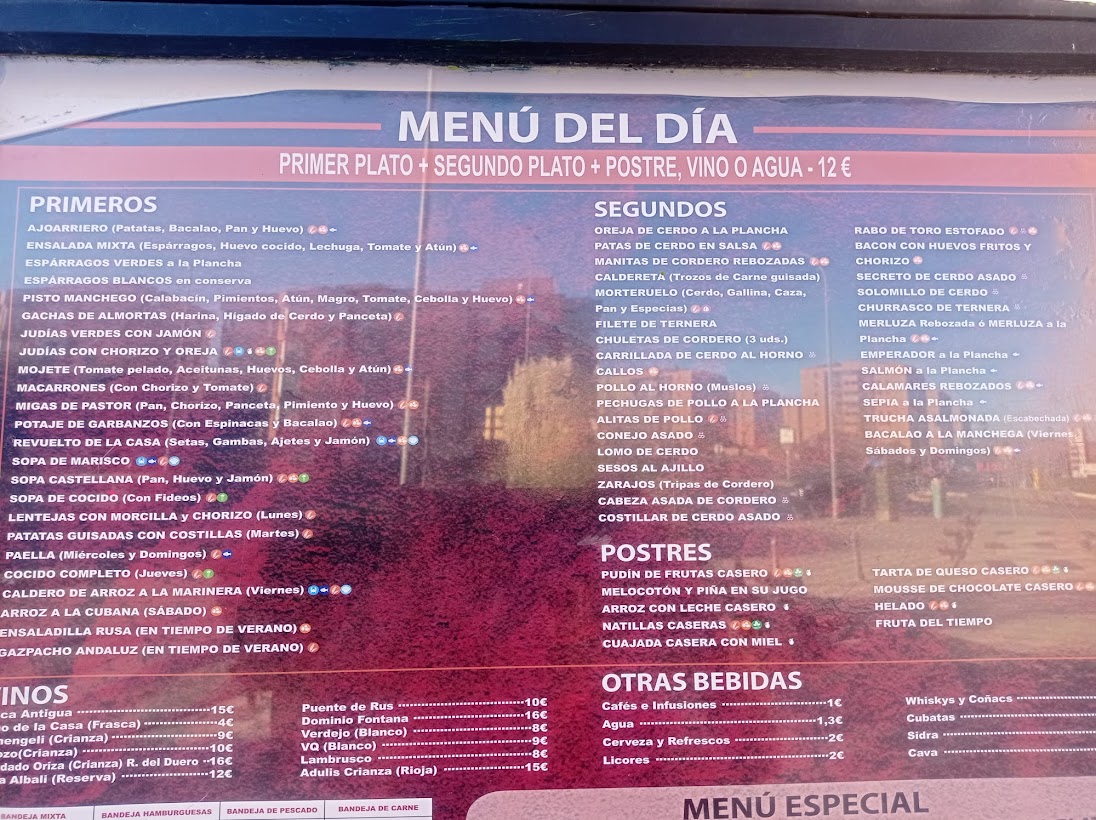 MENÚ DEL DÍA
PRIMER PLATO + SEGUNDO PLATO + POSTRE, VINO O AGUA - 12 €
PRIMEROS
AJOARRIERO (Patatas, Bacalao, Pan y Huevo)
ENSALADA MIXTA (Espárragos, Huevo cocido, Lechuga, Tomate y Atún)
ESPÁRRAGOS VERDES a la Plancha
ESPÁRRAGOS BLANCOS en conserva
PISTO MANCHEGO (Calabacín, Pimientos, Atún, Magro, Tomate, Cebolla y Huevo)
GACHAS DE ALMORTAS (Harina, Hígado de Cerdo y Panceta)
JUDÍAS VERDES CON JAMÓN
JUDÍAS CON CHORIZO Y OREJA
MOJETE (Tomate pelado, Aceitunas, Huevos, Cebolla y Atún)
MACARRONES (Con Chorizo y Tomate)
MIGAS DE PASTOR (Pan, Chorizo, Panceta, Pimiento y Huevo)
POTAJE DE GARBANZOS (Con Espinacas y Bacalao)
REVUELTO DE LA CASA (Setas, Gambas, Ajetes y Jamón)
SOPA DE MARISCO
SOPA CASTELLANA (Pan, Huevo y Jamón)
SOPA DE COCIDO (Con Fideos)
LENTEJAS CON MORCILLA y CHORIZO (Lunes)
PATATAS GUISADAS CON COSTILLAS (Martes)
PAELLA (Miércoles y Domingos)
COCIDO COMPLETO (Jueves)
CALDERO DE ARROZ A LA MARINERA (Viernes)
ARROZ A LA CUBANA (SÁBADO)
ENSALADILLA RUSA (EN TIEMPO DE VERANO)
GAZPACHO ANDALUZ (EN TIEMPO DE VERANO)
SEGUNDOS
OREJA DE CERDO A LA PLANCHA
PATAS DE CERDO EN SALSA
MANITAS DE CORDERO REBOZADAS
CALDERETA (Trozos de Carne guisada)
MORTERUELO (Cerdo, Gallina, Caza,
Pan y Especias)
FILETE DE TERNERA
CHULETAS DE CORDERO (3 uds.)
CARRILLADA DE CERDO AL HORNO
CALLOS
POLLO AL HORNO (Muslos)
PECHUGAS DE POLLO A LA PLANCHA
ALITAS DE POLLO
CONEJO ASADO
LOMO DE CERDO
SESOS AL AJILLO
ZARAJOS (Tripas de Cordero)
CABEZA ASADA DE CORDERO
COSTILLAR DE CERDO ASADO
RABO DE TORO ESTOFADO
BACON CON HUEVOS FRITOS Y
CHORIZO
SECRETO DE CERDO ASADO
SOLOMILLO DE CERDO
CHURRASCO DE TERNERA
MERLUZA Rebozada ó MERLUZA a la
Plancha
EMPERADOR a la Plancha
SALMÓN a la Plancha
CALAMARES REBOZADOS
SEPIA a la Plancha
TRUCHA ASALMONADA (Escabechada)
BACALAO A LA MANCHEGA (Viernes,
Sábados y Domingos)
POSTRES
PUDÍN DE FRUTAS CASERO
MELOCOTÓN Y PIÑA EN SU JUGO
ARROZ CON LECHE CASERO
NATILLAS CASERAS
CUAJADA CASERA CON MIEL
TARTA DE QUESO CASERO
MOUSSE DE CHOCOLATE CASERO
HELADO
FRUTA DEL TIEMPO
VINOS
ca Antigua 15€
o de la Casa (Frasca) 4€
mengeli (Crianza) 9€
ozo(Crianza) 10€
dado Oriza (Crianza) R. del Duero 16€
a Albali (Reserva) 12€
Puente de Rus 10€
Dominio Fontana 16€
Verdejo (Blanco) 8€
VQ (Blanco) 9€
Lambrusco 8€
Adulis Crianza (Rioja) 15€
OTRAS BEBIDAS
Cafés e Infusiones 1€
Agua 1,3€
Cerveza y Refrescos 2€
Licores 2€
Whiskys y Coñacs
Cubatas
Sidra
Cava
BANDEJA MIXTA
BANDEJA HAMBURGUESAS
BANDEJA DE PESCADO
BANDEJA DE CARNE
MENÚ ESPECIAL